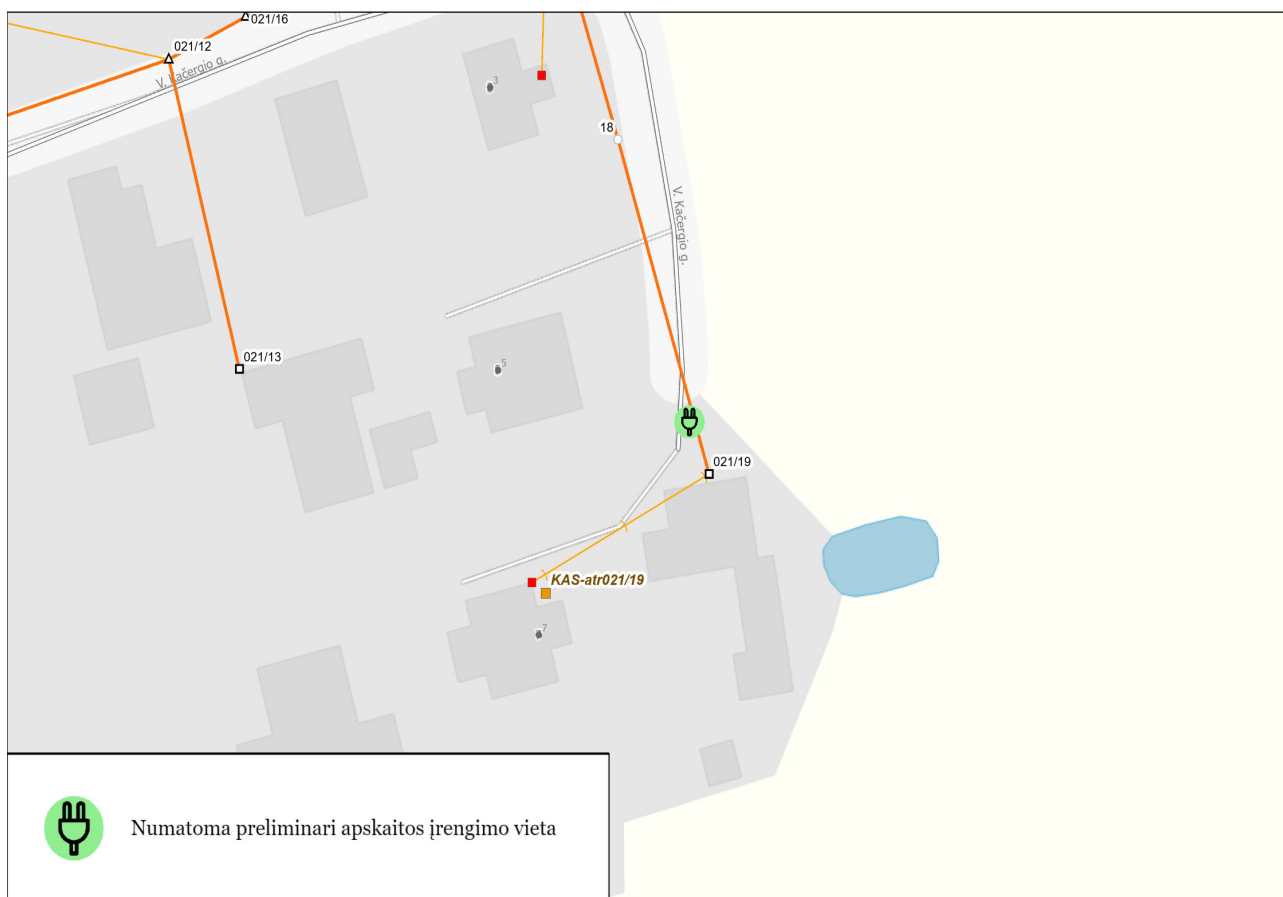 021/16
021/12
V. Kačergio g.
3
18
V. Kačergio g.
021/13
5
021/19
KAS-atr021/19
7
Numatoma preliminari apskaitos įrengimo vieta